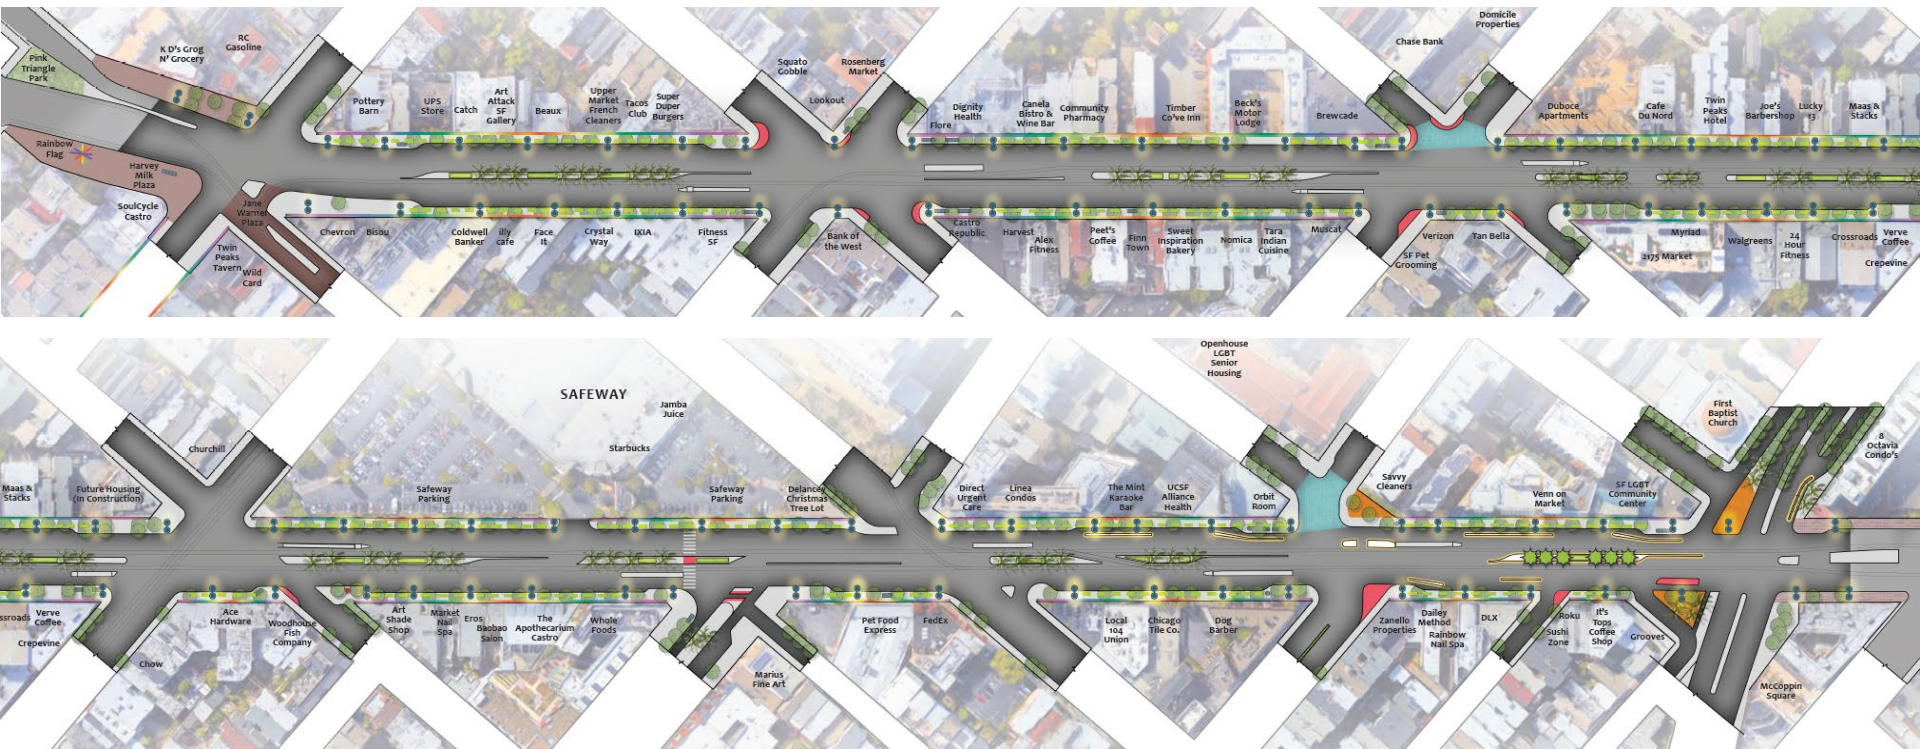 Pink
Triangle
Park
K D's Grog
N' Grocery
RC
Gasoline
Rainbow
Flag
Harvey
Milk
Plaza
SoulCycle
Castro
Jane
Warner
Plaza
Twin
Peaks
Tavern
Wild
Card
Pottery
Barn
UPS
Store
Catch
Art
Attack
SF
Gallery
Beaux
Upper
Market
French
Cleaners
Tacos
Club
Super
Duper
Burgers
Chevron
Bisou
Coldwell
Banker
illy
cafe
Face
It
Crystal
Way
IXIA
Fitness
SF
Squato
Gobble
Rosenberg
Market
Lookout
Bank of
the West
Flore
Dignity
Health
Canela
Bistro &
Wine Bar
Community
Pharmacy
Timber
Co've Inn
Beck's
Motor
Lodge
Brewcade
Castro
Republic
Harvest
Alex
Fitness
Peet's
Coffee
Finn
Town
Sweet
Inspiration
Bakery
Nomica
Tara
Indian
Cuisine
Muscat
Chase Bank
Domicile
Properties
Verizon
Tan Bella
SF Pet
Grooming
Duboce
Apartments
Cafe
Du Nord
Twin
Peaks
Hotel
Joe's
Barbershop
Lucky
13
Maas &
Stacks
Myriad
2175 Market
Walgreens
24
Hour
Fitness
Crossroads
Verve
Coffee
Crepevine
Maas &
Stacks
Future Housing
(In Construction)
Churchill
ssroads
Verve
Coffee
Crepevine
Chow
Ace
Hardware
Woodhouse
Fish
Company
SAFEWAY
Jamba
Juice
Starbucks
Safeway
Parking
Safeway
Parking
Delancey
Christmas
Tree Lot
Art
Shade
Shop
Market
Nail
Spa
Eros
Baobao
Salon
The
Apothecarium
Castro
Whole
Foods
Marius
Fine Art
Pet Food
Express
FedEx
Direct
Urgent
Care
Linea
Condos
The Mint
Karaoke
Bar
UCSF
Alliance
Health
Orbit
Room
Openhouse
LGBT
Senior
Housing
Local
104
Union
Chicago
Tile Co.
Dog
Barber
Savvy
Cleaners
Venn on
Market
SF LGBT
Community
Center
First
Baptist
Church
8
Octavia
Condo's
Zanello
Properties
Dailey
Method
Rainbow
Nail Spa
DLX
Roku
Sushi
Zone
It's
Tops
Coffee
Shop
Grooves
McCoppin
Square